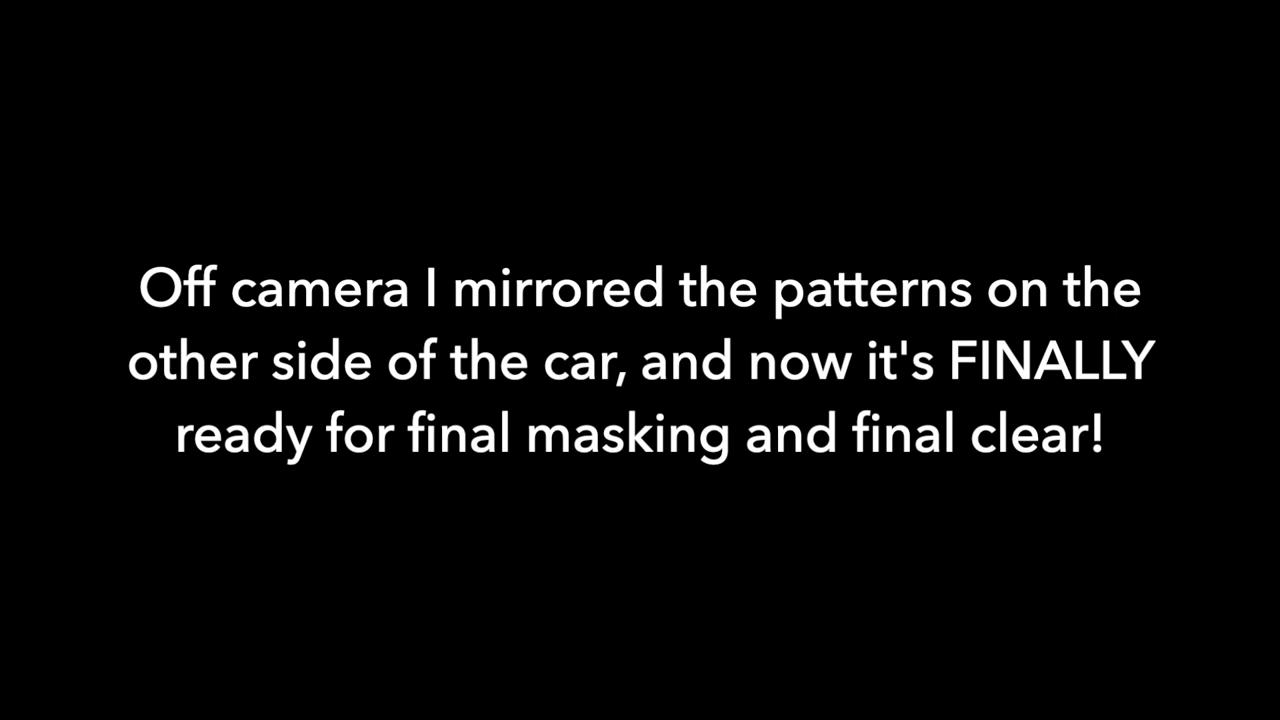 Off camera I mirrored the patterns on the
other side of the car, and now it's FINALLY
ready for final masking and final clear!